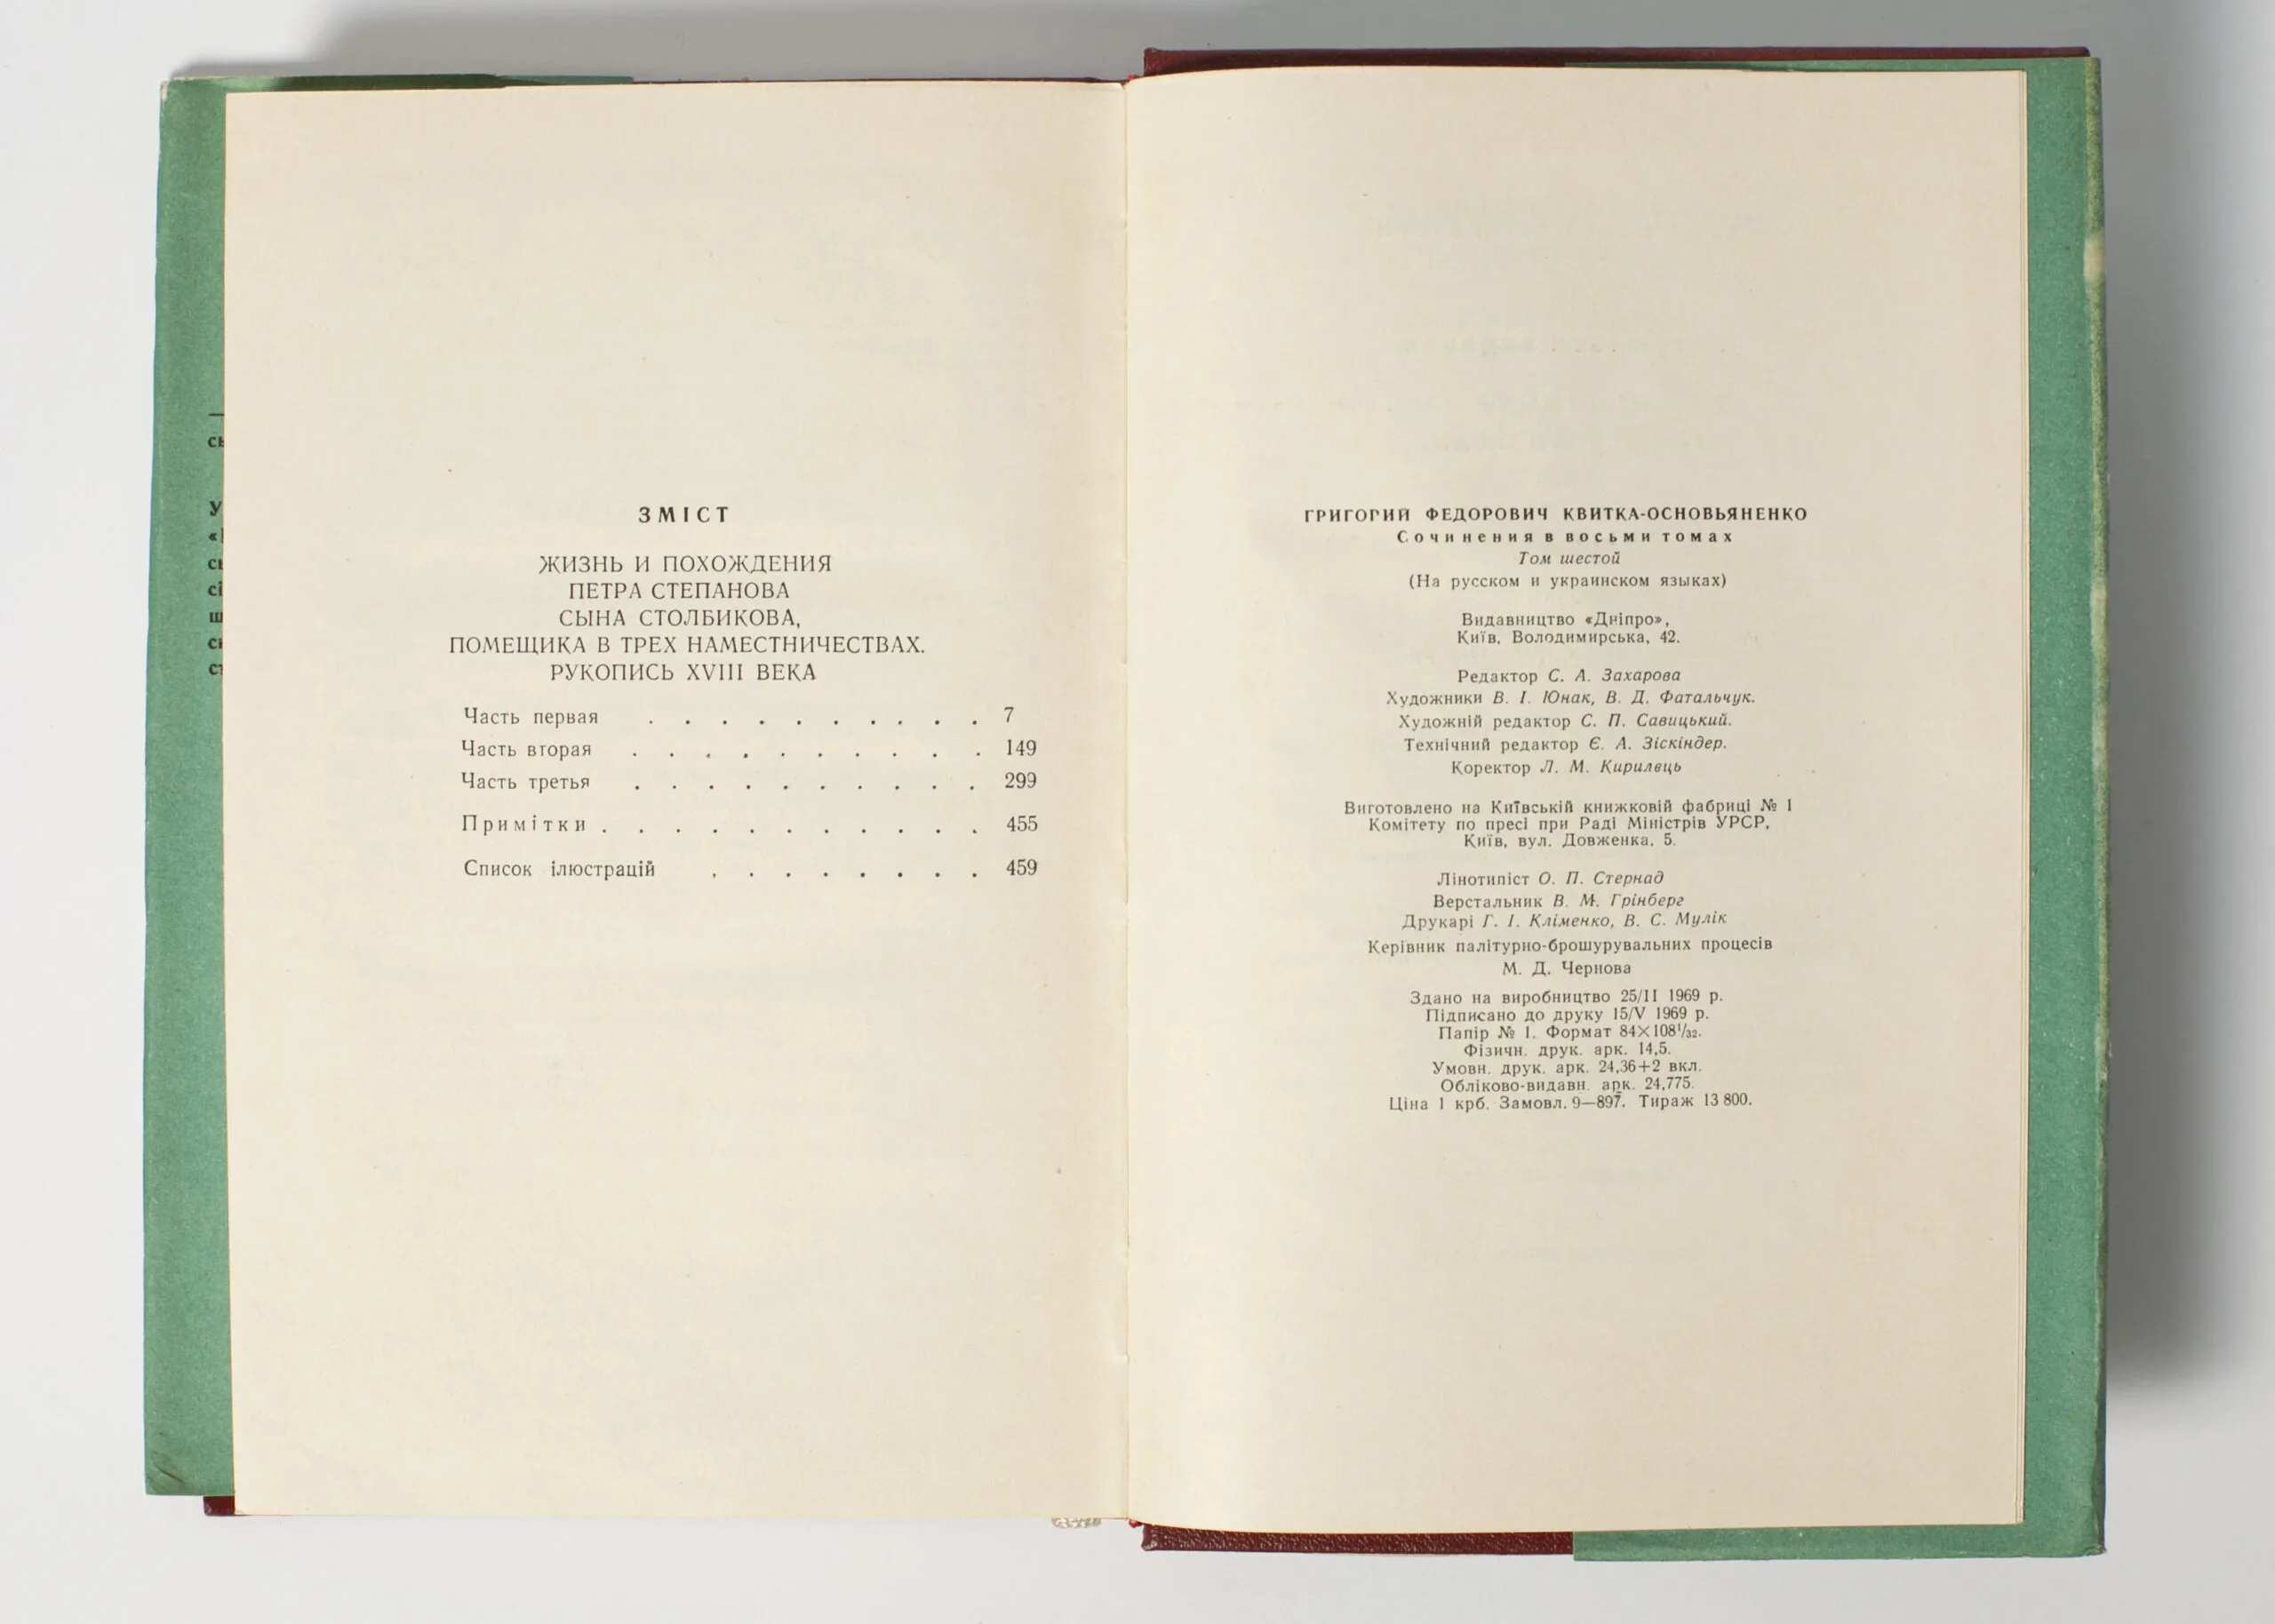 ЗМІСТ
ЖИЗНЬ И ПОХОЖДЕНИЯ
ПЕТРА СТЕПАНОВА
СЫНА СТОЛБИКОВА,
ПОМЕЩИКА В ТРЕХ НАМЕСТНИЧЕСТВАХ.
РУКОПИСЬ XVIII ВЕКА
Часть первая . . . . . . . . . . 7
Часть вторая . . . . . . . . . . 149
Часть третья . . . . . . . . . . 299
Примітки . . . . . . . . . . . 455
Список ілюстрацій . . . . . . . . 459
ГРИГОРИЙ ФЕДОРОВИЧ КВИТКА-ОСНОВЬЯНЕНКО
Сочинения в восьми томах
Том шестой
(На русском и украинском языках)
Видавництво «Дніпро»,
Київ, Володимирська, 42.
Редактор С. А. Захарова
Художники В. І. Юнак, В. Д. Фатальчук.
Художній редактор С. П. Савицький.
Технічний редактор Є. А. Зіскіндер.
Коректор Л. М. Кирилець
Виготовлено на Київській книжковій фабриці № 1
Комітету по пресі при Раді Міністрів УРСР,
Київ, вул. Довженка, 5.
Лінотипіст О. П. Стернад
Верстальник В. М. Грінберг
Друкарі Г. І. Кліменко, В. С. Мулік
Керівник палітурно-брошурувальних процесів
М. Д. Чернова
Здано на виробництво 25/II 1969 р.
Підписано до друку 15/V 1969 р.
Папір № 1. Формат 84×108¹/₃₂.
Фізичн. друк. арк. 14,5.
Умовн. друк. арк. 24,36+2 вкл.
Обліково-видавн. арк. 24,775.
Ціна 1 крб. Замовл. 9—897. Тираж 13 800.